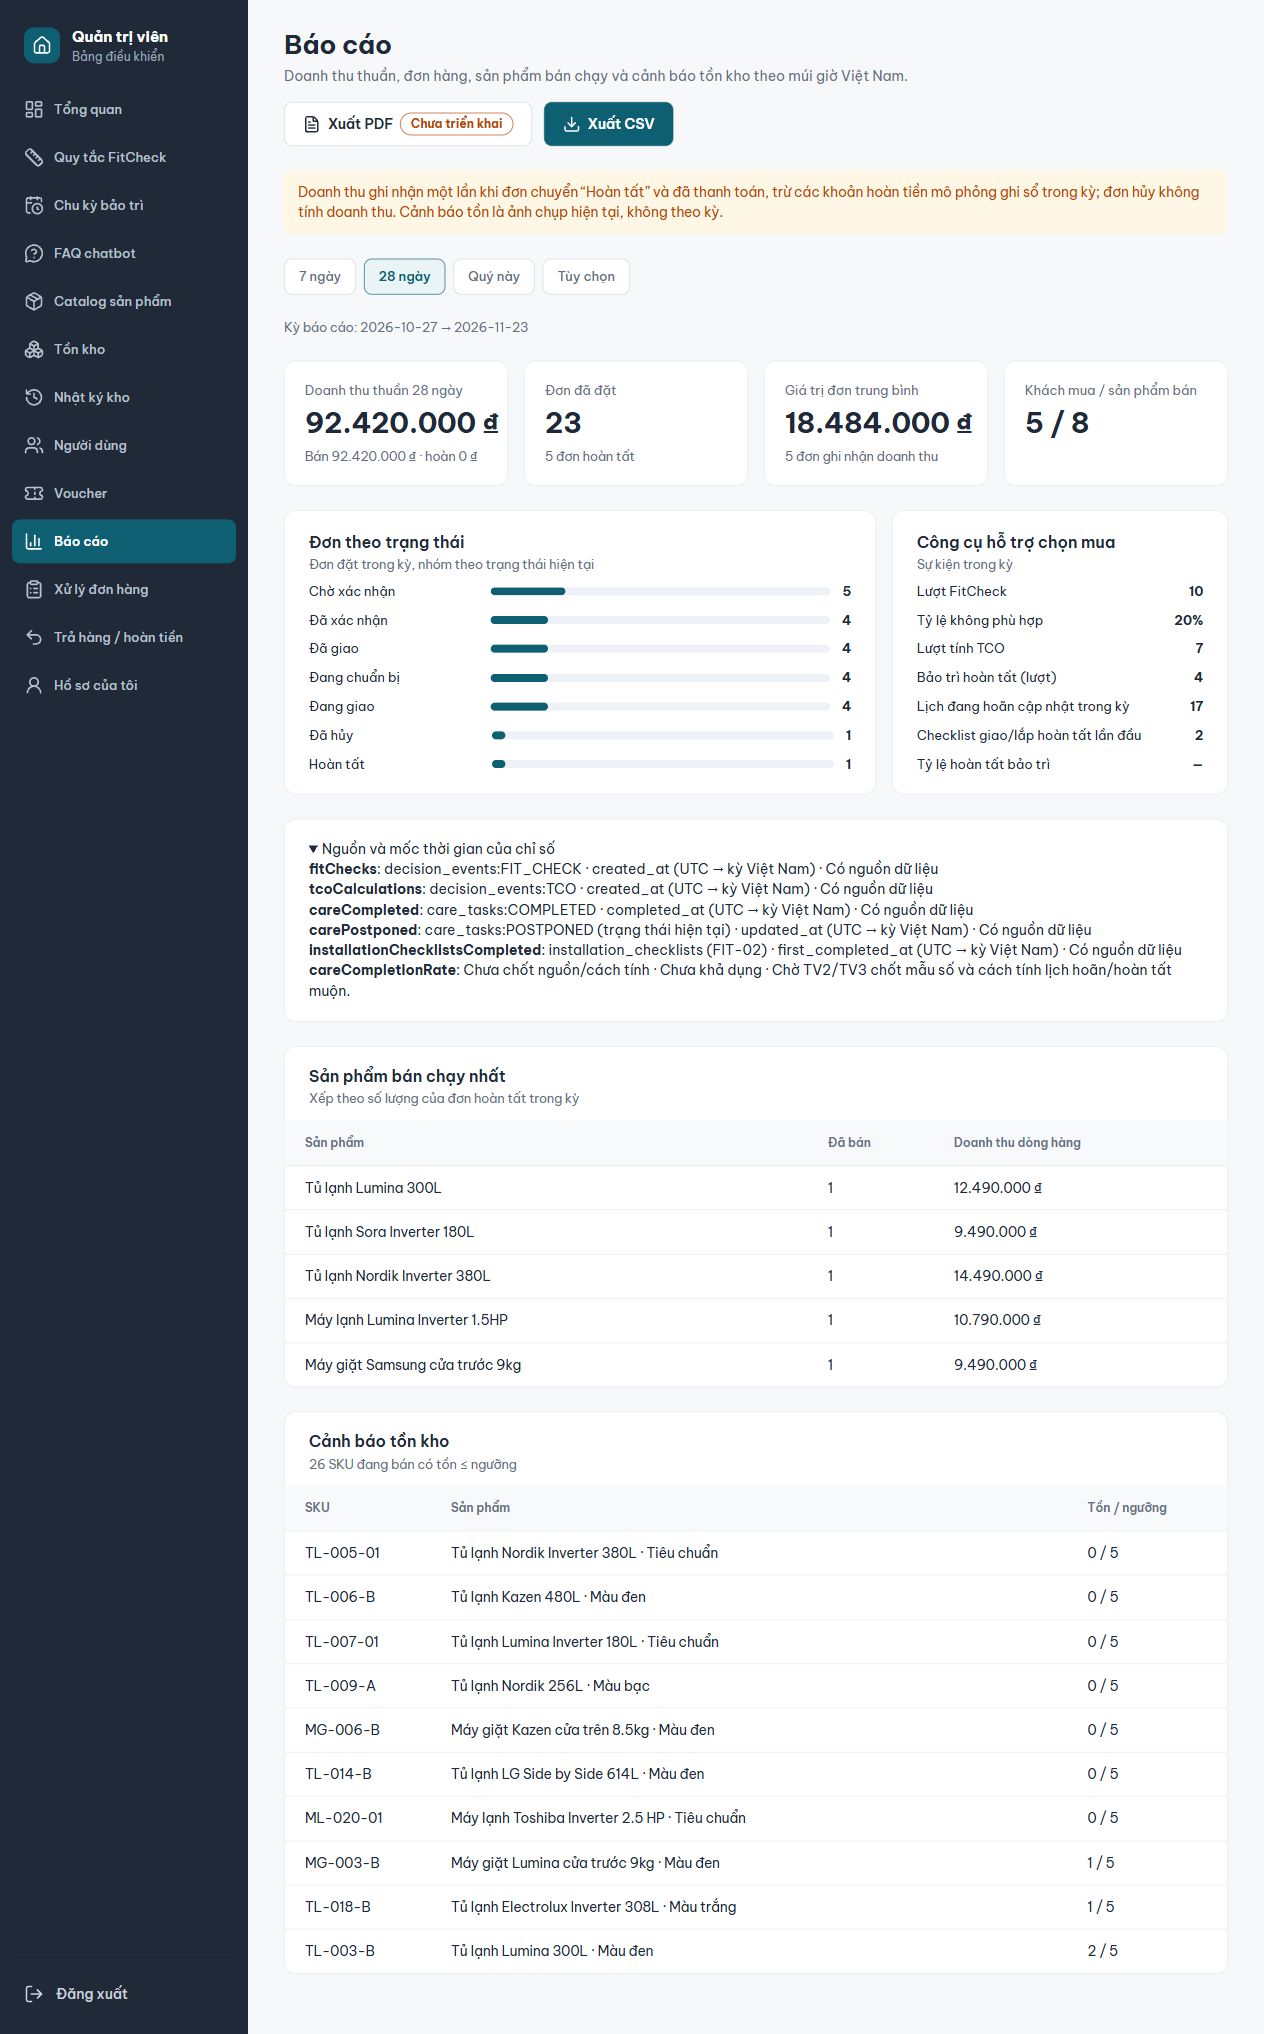 Quản trị viên
Bảng điều khiển
Tổng quan
Quy tắc FitCheck
Chu kỳ bảo trì
FAQ chatbot
Catalog sản phẩm
Tồn kho
Nhật ký kho
Người dùng
Voucher
Báo cáo
Xử lý đơn hàng
Trả hàng / hoàn tiền
Hồ sơ của tôi
Đăng xuất
Báo cáo
Doanh thu thuần, đơn hàng, sản phẩm bán chạy và cảnh báo tồn kho theo múi giờ Việt Nam.
Xuất PDF Chưa triển khai
Xuất CSV
Doanh thu ghi nhận một lần khi đơn chuyển “Hoàn tất” và đã thanh toán, trừ các khoản hoàn tiền mô phỏng ghi sổ trong kỳ; đơn hủy không
tính doanh thu. Cảnh báo tồn là ảnh chụp hiện tại, không theo kỳ.
7 ngày
28 ngày
Quý này
Tùy chọn
Kỳ báo cáo: 2026-10-27 → 2026-11-23
Doanh thu thuần 28 ngày
92.420.000 ₫
Bán 92.420.000 ₫ · hoàn 0 ₫
Đơn đã đặt
23
5 đơn hoàn tất
Giá trị đơn trung bình
18.484.000 ₫
5 đơn ghi nhận doanh thu
Khách mua / sản phẩm bán
5 / 8
Đơn theo trạng thái
Đơn đặt trong kỳ, nhóm theo trạng thái hiện tại
Chờ xác nhận 5
Đã xác nhận 4
Đã giao 4
Đang chuẩn bị 4
Đang giao 4
Đã hủy 1
Hoàn tất 1
Công cụ hỗ trợ chọn mua
Sự kiện trong kỳ
Lượt FitCheck 10
Tỷ lệ không phù hợp 20%
Lượt tính TCO 7
Bảo trì hoàn tất (lượt) 4
Lịch đang hoãn cập nhật trong kỳ 17
Checklist giao/lắp hoàn tất lần đầu 2
Tỷ lệ hoàn tất bảo trì —
▼ Nguồn và mốc thời gian của chỉ số
fitChecks: decision_events:FIT_CHECK · created_at (UTC → kỳ Việt Nam) · Có nguồn dữ liệu
tcoCalculations: decision_events:TCO · created_at (UTC → kỳ Việt Nam) · Có nguồn dữ liệu
careCompleted: care_tasks:COMPLETED · completed_at (UTC → kỳ Việt Nam) · Có nguồn dữ liệu
carePostponed: care_tasks:POSTPONED (trạng thái hiện tại) · updated_at (UTC → kỳ Việt Nam) · Có nguồn dữ liệu
installationChecklistsCompleted: installation_checklists (FIT-02) · first_completed_at (UTC → kỳ Việt Nam) · Có nguồn dữ liệu
careCompletionRate: Chưa chốt nguồn/cách tính · Chưa khả dụng · Chờ TV2/TV3 chốt mẫu số và cách tính lịch hoãn/hoàn tất
muộn.
Sản phẩm bán chạy nhất
Xếp theo số lượng của đơn hoàn tất trong kỳ
Sản phẩm Đã bán Doanh thu dòng hàng
Tủ lạnh Lumina 300L 1 12.490.000 ₫
Tủ lạnh Sora Inverter 180L 1 9.490.000 ₫
Tủ lạnh Nordik Inverter 380L 1 14.490.000 ₫
Máy lạnh Lumina Inverter 1.5HP 1 10.790.000 ₫
Máy giặt Samsung cửa trước 9kg 1 9.490.000 ₫
Cảnh báo tồn kho
26 SKU đang bán có tồn ≤ ngưỡng
SKU Sản phẩm Tồn / ngưỡng
TL-005-01 Tủ lạnh Nordik Inverter 380L · Tiêu chuẩn 0 / 5
TL-006-B Tủ lạnh Kazen 480L · Màu đen 0 / 5
TL-007-01 Tủ lạnh Lumina Inverter 180L · Tiêu chuẩn 0 / 5
TL-009-A Tủ lạnh Nordik 256L · Màu bạc 0 / 5
MG-006-B Máy giặt Kazen cửa trên 8.5kg · Màu đen 0 / 5
TL-014-B Tủ lạnh LG Side by Side 614L · Màu đen 0 / 5
ML-020-01 Máy lạnh Toshiba Inverter 2.5 HP · Tiêu chuẩn 0 / 5
MG-003-B Máy giặt Lumina cửa trước 9kg · Màu đen 1 / 5
TL-018-B Tủ lạnh Electrolux Inverter 308L · Màu trắng 1 / 5
TL-003-B Tủ lạnh Lumina 300L · Màu đen 2 / 5